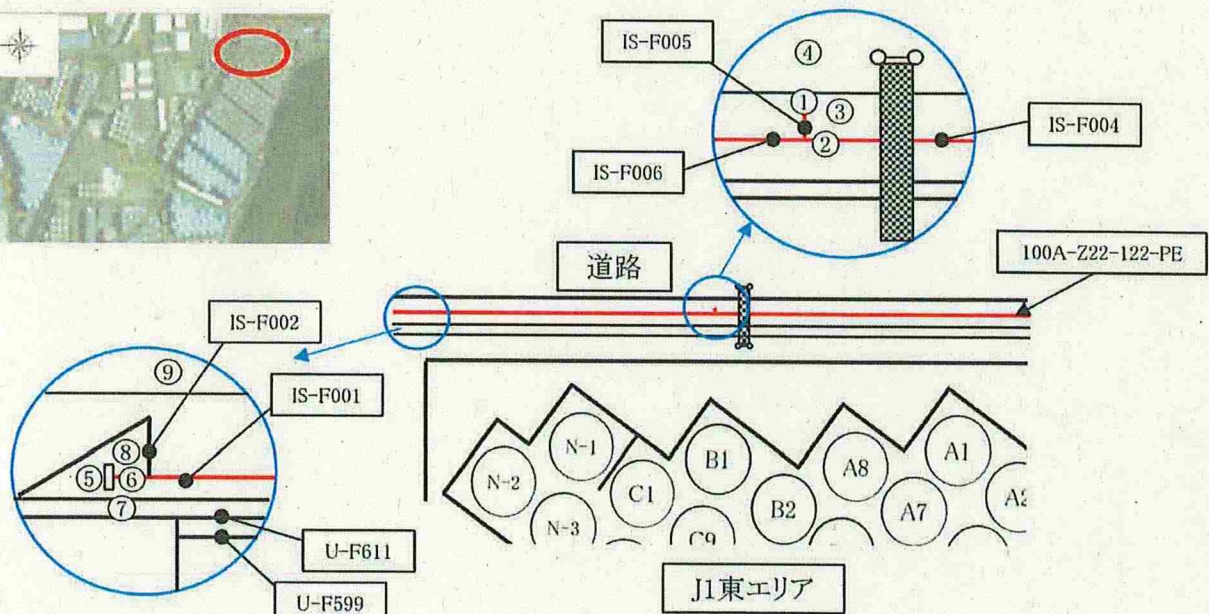 IS-F005
④
①
③
②
IS-F004
IS-F006
道路
100A-Z22-122-PE
IS-F002
IS-F001
⑨
⑧
⑤
⑥
⑦
U-F611
U-F599
N-1
N-2
N-3
C1
C9
B1
B2
A8
A7
A1
A2
J1東エリア